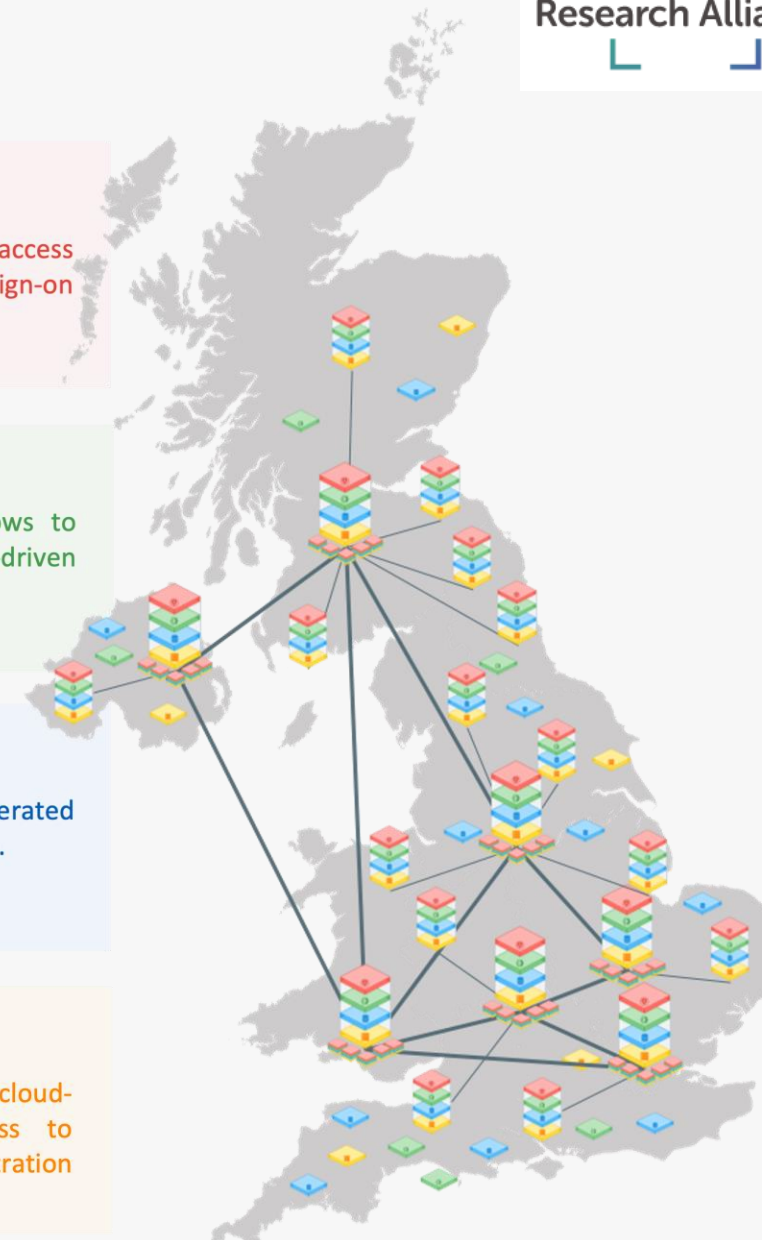 Research Allia
access
ign-on
ows to
driven
erated
.
cloud-
ss to
ration